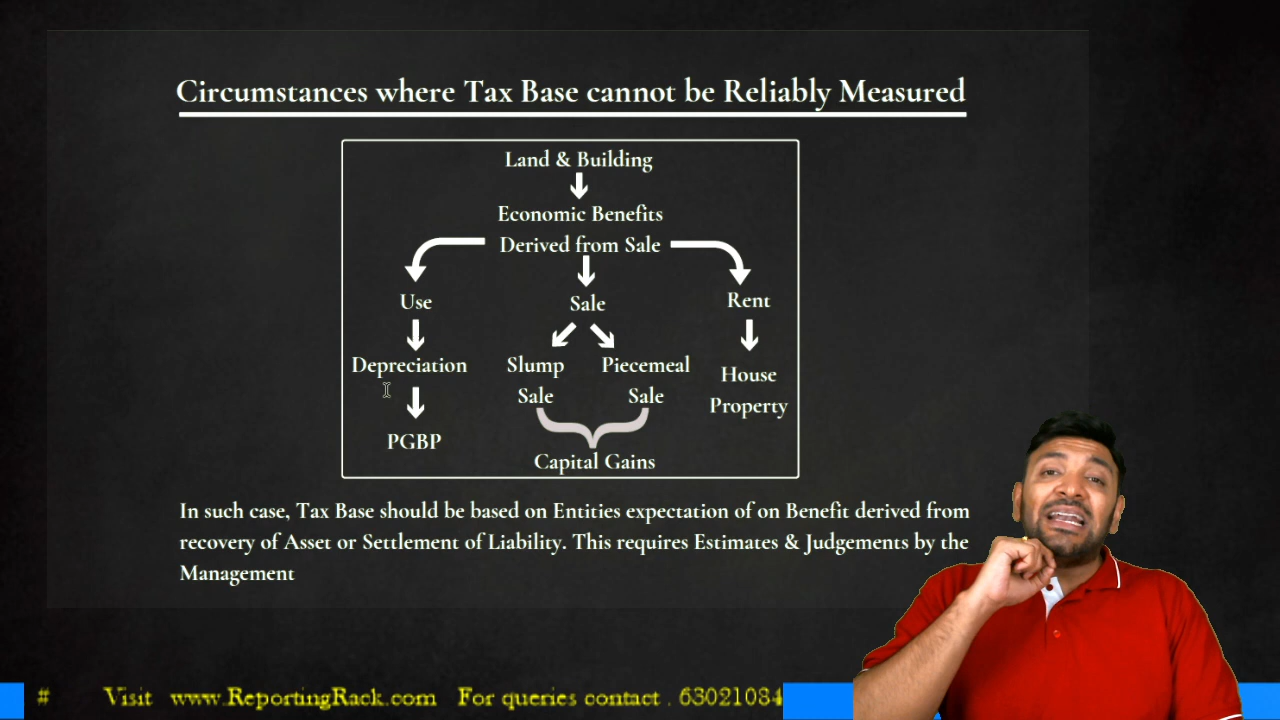 Circumstances where Tax Base cannot be Reliably Measured
Land & Building
Economic Benefits
Derived from Sale
Use
Sale
Rent
Depreciation
Slump
Sale
Piecemeal
Sale
House
Property
PGBP
Capital Gains
In such case, Tax Base should be based on Entities expectation of on Benefit derived from
recovery of Asset or Settlement of Liability. This requires Estimates & Judgements by the
Management
# Visit www.ReportingRack.com For queries contact . 63021084